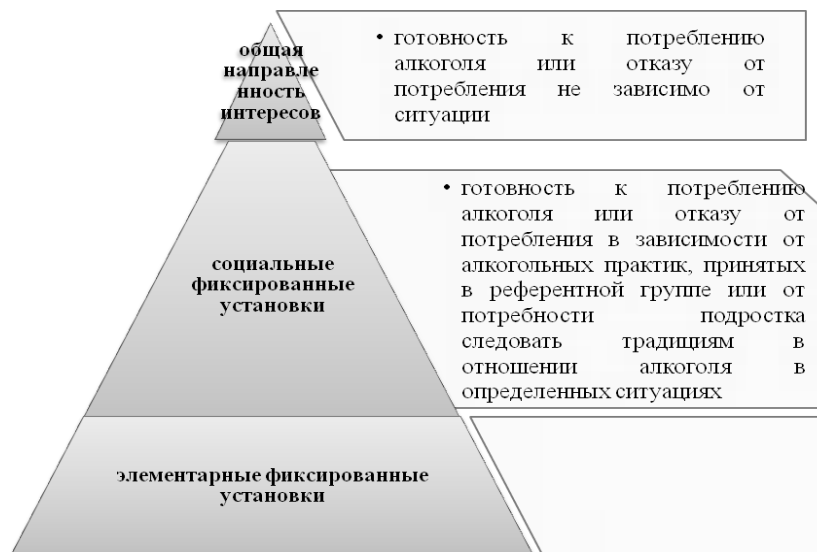 общая
направле
нность
интересов
• готовность к потреблению
алкоголя или отказу от
потребления не зависимо от
ситуации
социальные
фиксированные
установки
• готовность к потреблению
алкоголя или отказу от
потребления в зависимости от
алкогольных практик, принятых
в референтной группе или от
потребности подростка
следовать традициям в
отношении алкоголя в
определенных ситуациях
элементарные фиксированные
установки